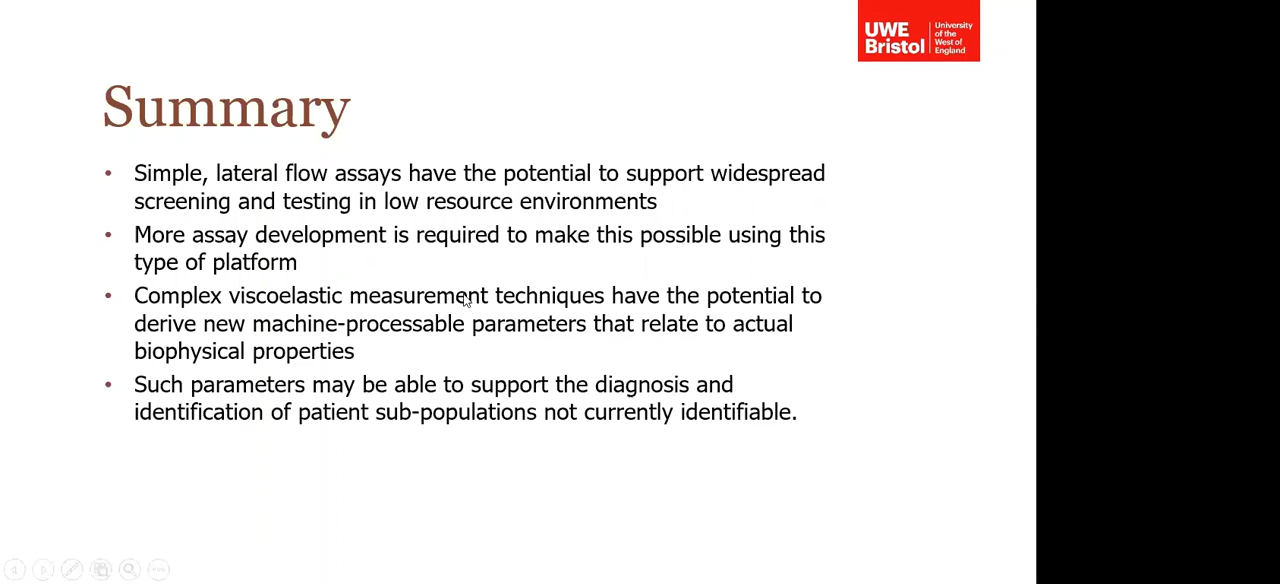 UWE
Bristol
University
of the
West of
England
Summary
• Simple, lateral flow assays have the potential to support widespread
screening and testing in low resource environments
• More assay development is required to make this possible using this
type of platform
• Complex viscoelastic measurement techniques have the potential to
derive new machine-processable parameters that relate to actual
biophysical properties
• Such parameters may be able to support the diagnosis and
identification of patient sub-populations not currently identifiable.